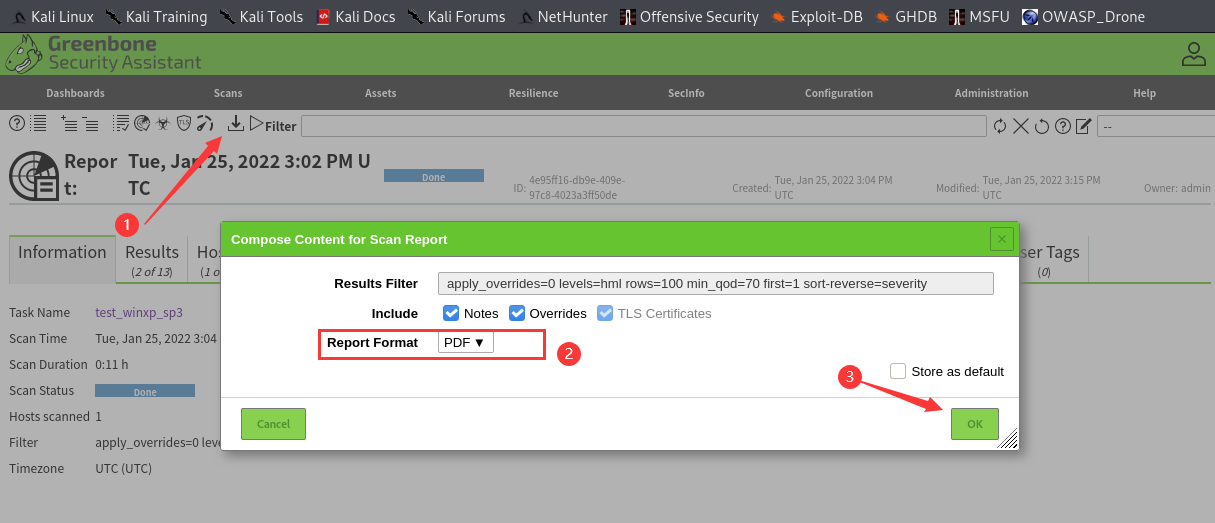 Kali Linux Kali Training Kali Tools Kali Docs Kali Forums NetHunter Offensive Security Exploit-DB GHDB MSFU OWASP_Drone
Greenbone
Security Assistant
Dashboards Scans Assets Resilience SecInfo Configuration Administration Help
Filter --
Repor Tue, Jan 25, 2022 3:02 PM U
t: TC
Done
ID: 4e95ff16-db9e-409e-
97c8-4023a3ff50de
Created: Tue, Jan 25, 2022 3:04 PM
UTC
Modified: Tue, Jan 25, 2022 3:15 PM
UTC
Owner: admin
1
Compose Content for Scan Report
Information Results
(2 of 13)
Hos
(1 o
ser Tags
(0)
Results Filter apply_overrides=0 levels=hml rows=100 min_qod=70 first=1 sort-reverse=severity
Include Notes Overrides TLS Certificates
Report Format PDF ▼
2
Store as default
3
Cancel OK
Task Name test_winxp_sp3
Scan Time Tue, Jan 25, 2022 3:04
Scan Duration 0:11 h
Scan Status Done
Hosts scanned 1
Filter apply_overrides=0 leve
Timezone UTC (UTC)